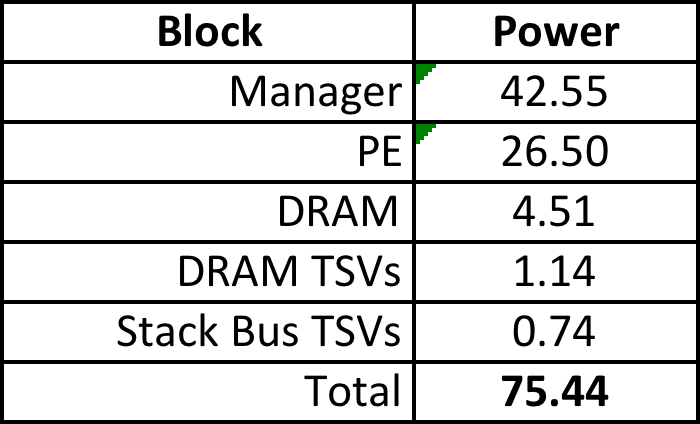 Block Power
Manager 42.55
PE 26.50
DRAM 4.51
DRAM TSVs 1.14
Stack Bus TSVs 0.74
Total 75.44